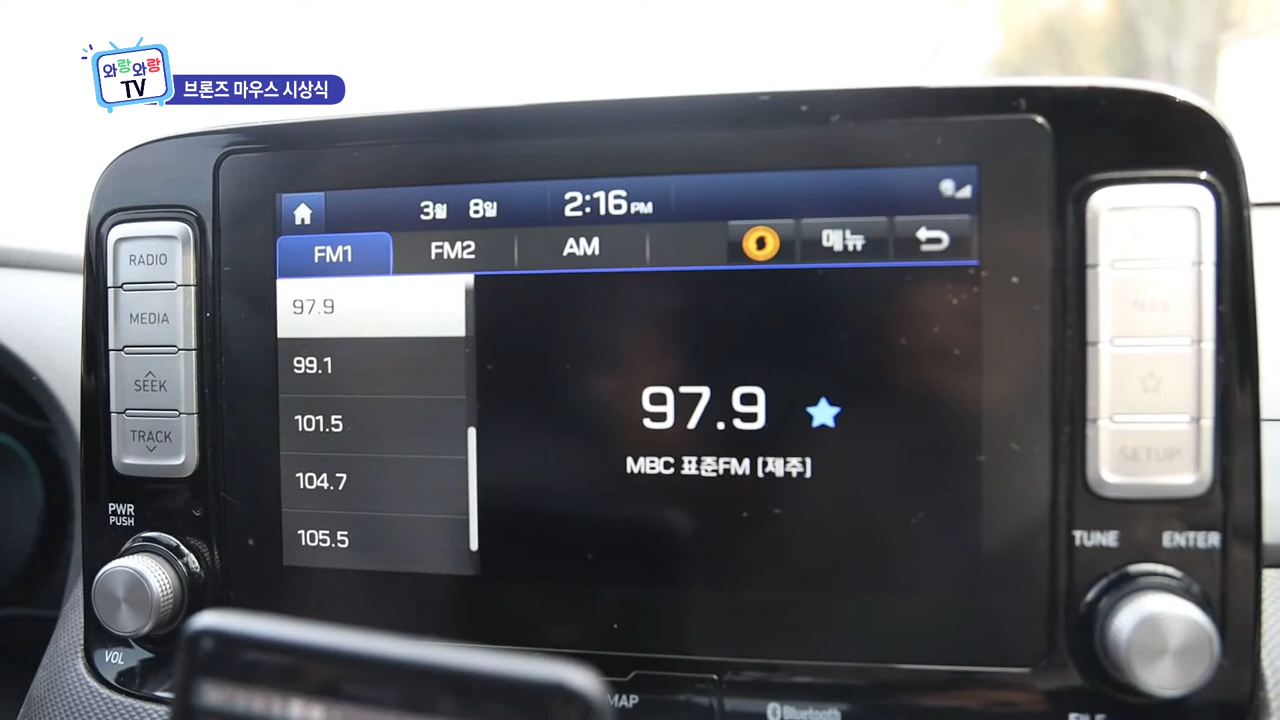 와랑와랑
TV
브론즈 마우스 시상식
3월 8일 2:16 PM
FM1 FM2 AM 메뉴
97.9
99.1
101.5
104.7
105.5
97.9
MBC 표준FM [제주]
RADIO
MEDIA
SEEK
TRACK
PWR
PUSH
VOL
NAV
SETUP
TUNE ENTER
MAP
Bluetooth
FILE